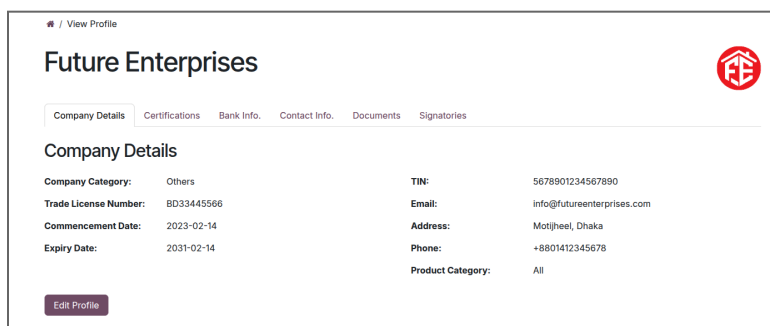 / View Profile
Future Enterprises
FE
Company Details Certifications Bank Info. Contact Info. Documents Signatories
Company Details
Company Category: Others
Trade License Number: BD33445566
Commencement Date: 2023-02-14
Expiry Date: 2031-02-14
TIN: 5678901234567890
Email: info@futureenterprises.com
Address: Motijheel, Dhaka
Phone: +8801412345678
Product Category: All
Edit Profile